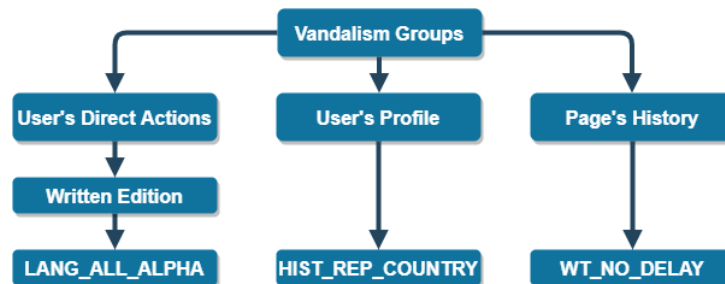 Vandalism Groups
User's Direct Actions
User's Profile
Page's History
Written Edition
LANG_ALL_ALPHA
HIST_REP_COUNTRY
WT_NO_DELAY